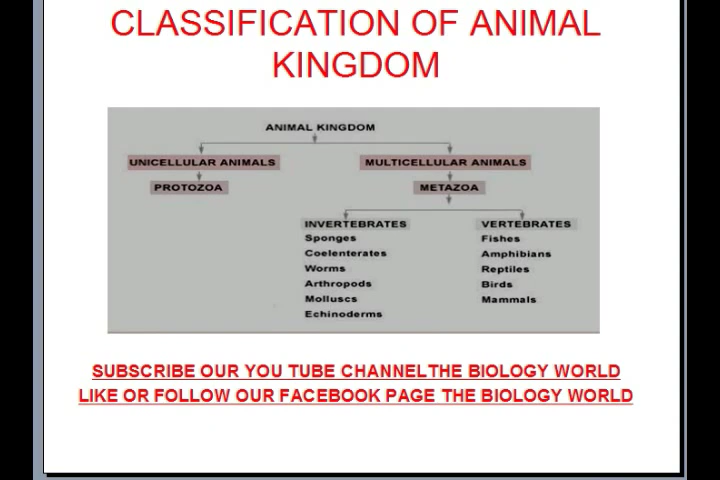 CLASSIFICATION OF ANIMAL
KINGDOM
ANIMAL KINGDOM
UNICELLULAR ANIMALS
MULTICELLULAR ANIMALS
PROTOZOA
METAZOA
INVERTEBRATES
Sponges
Coelenterates
Worms
Arthropods
Molluscs
Echinoderms
VERTEBRATES
Fishes
Amphibians
Reptiles
Birds
Mammals
SUBSCRIBE OUR YOU TUBE CHANNELTHE BIOLOGY WORLD
LIKE OR FOLLOW OUR FACEBOOK PAGE THE BIOLOGY WORLD